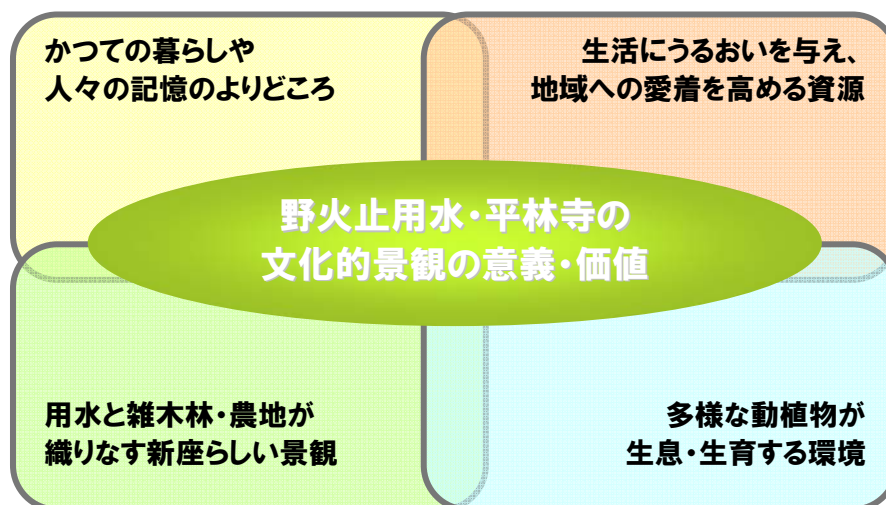 かつての暮らしや
人々の記憶のよりどころ
生活にうるおいを与え、
地域への愛着を高める資源
野火止用水・平林寺の
文化的景観の意義・価値
用水と雑木林・農地が
織りなす新座らしい景観
多様な動植物が
生息・生育する環境